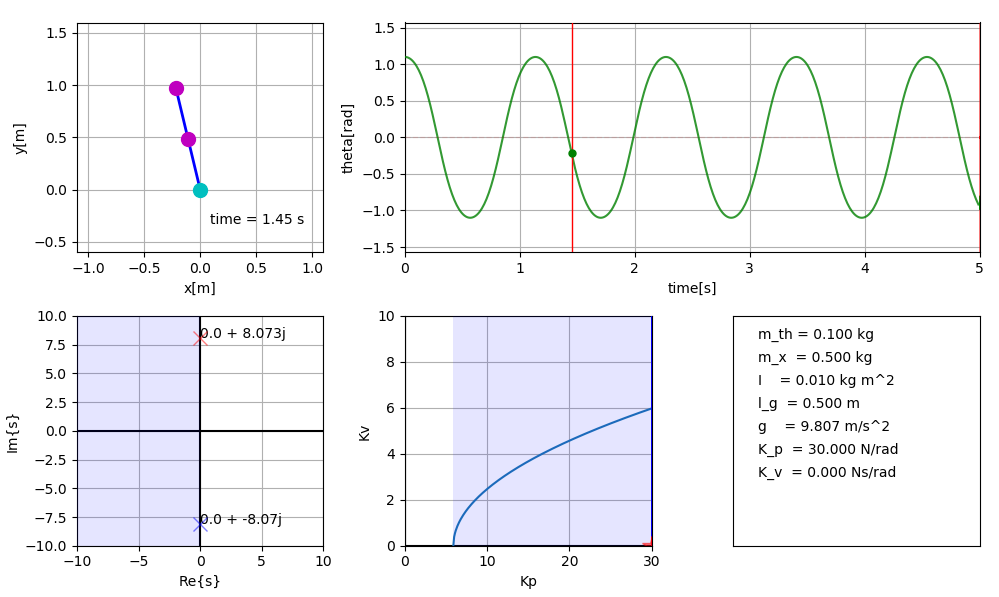 1.5
1.0
0.5
0.0
−0.5
y[m]
time = 1.45 s
−1.0
−0.5
0.0
0.5
1.0
x[m]
1.5
1.0
0.5
0.0
−0.5
−1.0
−1.5
theta[rad]
0
1
2
3
4
5
time[s]
10.0
7.5
5.0
2.5
0.0
−2.5
−5.0
−7.5
−10.0
Im{s}
0.0 + 8.073j
0.0 + -8.07j
−10
−5
0
5
10
Re{s}
10
8
6
4
2
0
Kv
0
10
20
30
Kp
m_th = 0.100 kg
m_x = 0.500 kg
I = 0.010 kg m^2
l_g = 0.500 m
g = 9.807 m/s^2
K_p = 30.000 N/rad
K_v = 0.000 Ns/rad